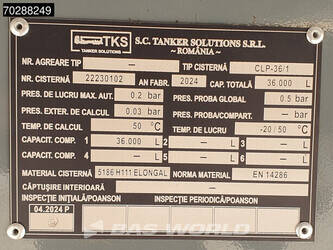 70288249
TKS
TANKER SOLUTIONS
S.C. TANKER SOLUTIONS S.R.L.
-ROMÂNIA-
NR. AGREARE TIP — TIP CISTERNĂ CLP-36/1
NR. CISTERNĂ 22230102 AN FABR. 2024 CAP. TOTALĂ 36.000 L
PRES. DE LUCRU MAX. AUT. 0.2 bar PRES. PROBA GLOBAL 0.5 bar
PRES. EXTER. DE CALCUL 0.03 bar PRES. PROBA/COMPART. — bar
TEMP. DE CALCUL 50 °C TEMP. DE LUCRU -20/50 °C
CAPACIT. COMP. 1 36.000 L 2 — L 3 — L
CAPACIT. COMP. 4 — L 5 — L 6 — L
MATERIAL CISTERNĂ 5186 H111 ELONGAL NORMA MATERIAL EN 14286
CĂPTUȘIRE INTERIOARĂ —
INSPECȚIE INIȚIALĂ/POANSON INSPECȚIE PERIODICĂ/POANSON
04.2024 P
BAS WORLD